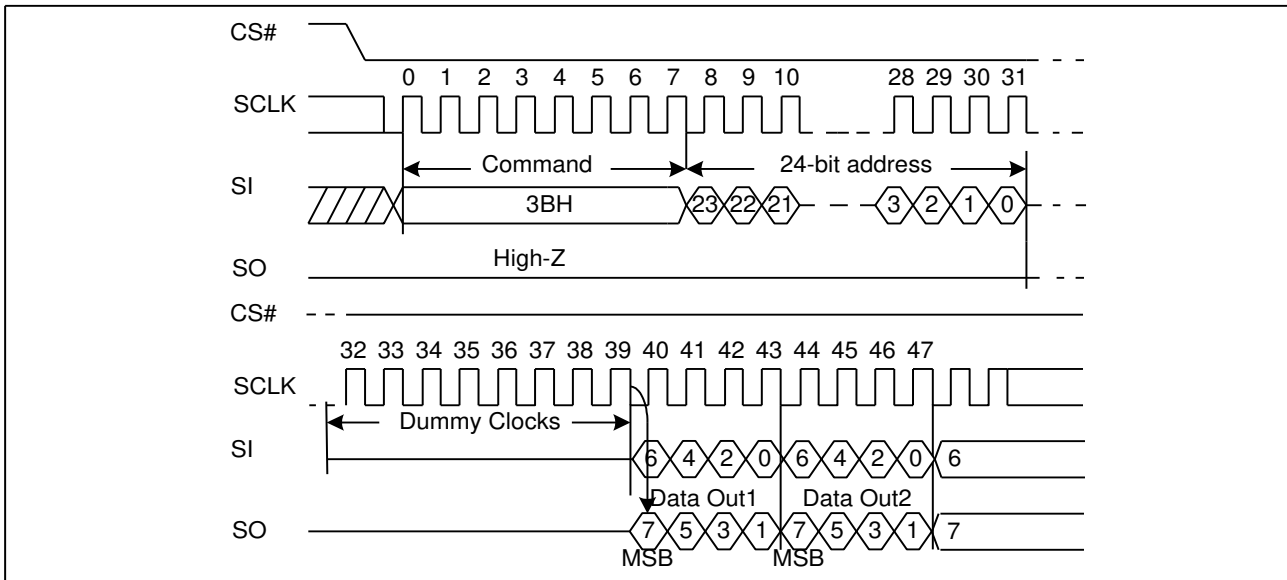 CS#
0 1 2 3 4 5 6 7 8 9 10 28 29 30 31
SCLK
Command 24-bit address
SI
3BH 23 22 21 3 2 1 0
High-Z
SO
CS#
32 33 34 35 36 37 38 39 40 41 42 43 44 45 46 47
SCLK
Dummy Clocks
SI
6 4 2 0 6 4 2 0 6
Data Out1 Data Out2
SO
7 5 3 1 7 5 3 1 7
MSB MSB